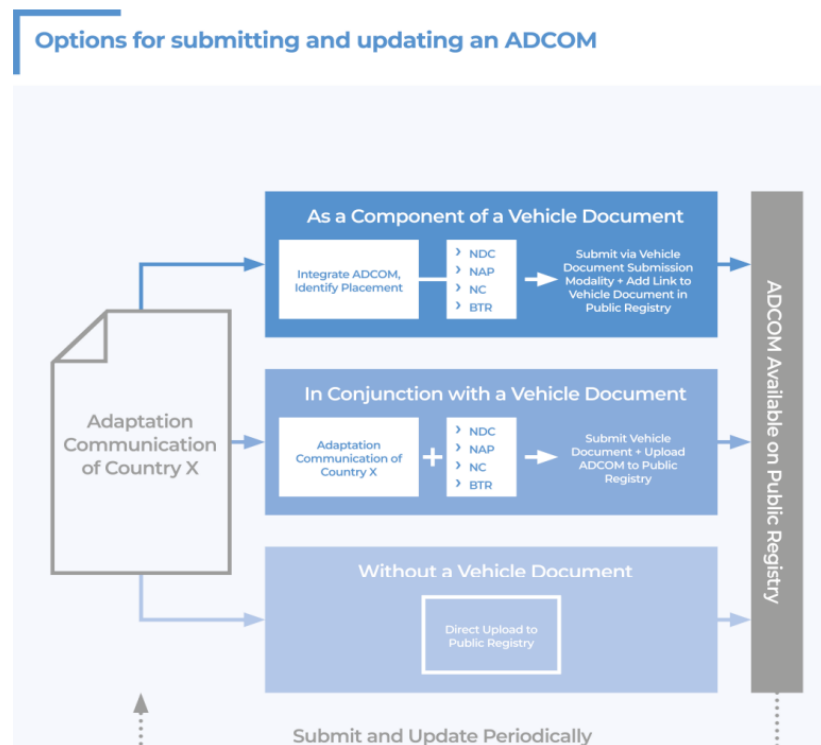 Options for submitting and updating an ADCOM
As a Component of a Vehicle Document
Integrate ADCOM,
Identify Placement
› NDC
› NAP
› NC
› BTR
Submit via Vehicle
Document Submission
Modality + Add Link to
Vehicle Document in
Public Registry
Adaptation
Communication
of Country X
In Conjunction with a Vehicle Document
Adaptation
Communication of
Country X
+
› NDC
› NAP
› NC
› BTR
Submit Vehicle
Document + Upload
ADCOM to Public
Registry
Without a Vehicle Document
Direct Upload to
Public Registry
ADCOM Available on Public Registry
Submit and Update Periodically